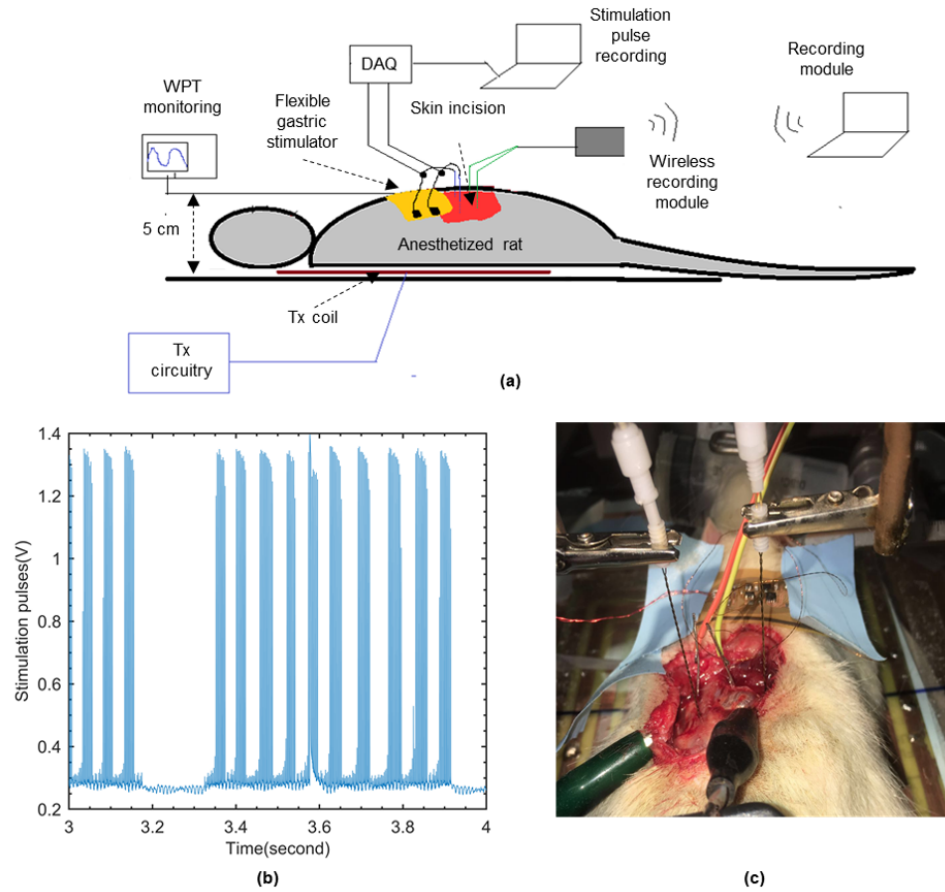 Stimulation
pulse
recording
DAQ
Recording
module
WPT
monitoring
Flexible
gastric
stimulator
Skin incision
Wireless
recording
module
5 cm
Anesthetized rat
Tx coil
Tx
circuitry
(a)
Stimulation pulses(V)
1.4
1.2
1
0.8
0.6
0.4
0.2
3
3.2
3.4
3.6
3.8
4
Time(second)
(b)
(c)